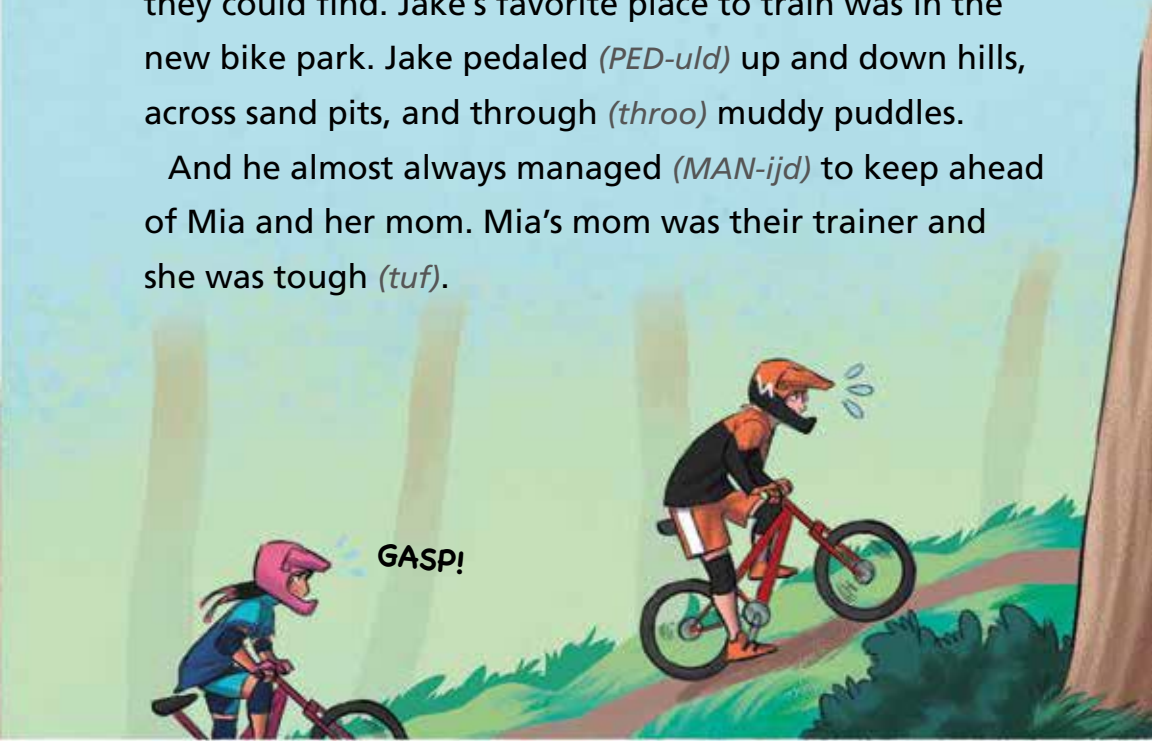 they could find. Jake's favorite place to train was in the
new bike park. Jake pedaled (PED-uld) up and down hills,
across sand pits, and through (throo) muddy puddles.
And he almost always managed (MAN-ijd) to keep ahead
of Mia and her mom. Mia's mom was their trainer and
she was tough (tuf).
GASP!